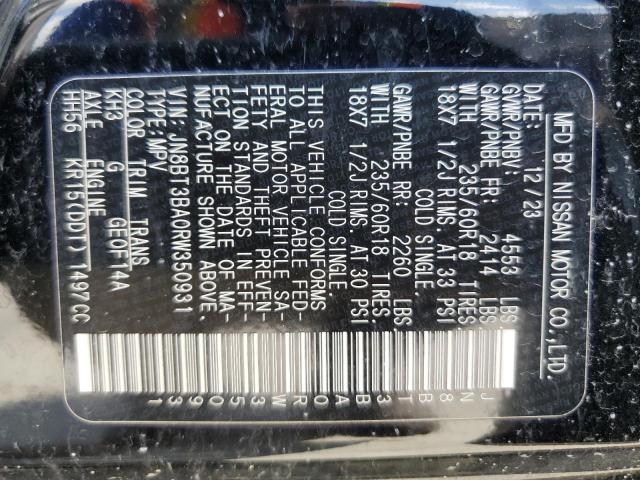 MFD BY NISSAN MOTOR CO.,LTD.
DATE: 12/23
GVWR/PNBV: 4553 LBS.
GAWR/PNBE FR: 2414 LBS.
WITH 235/60R18 TIRES.
18X7 1/2J RIMS. AT 33 PSI
COLD SINGLE.
GAWR/PNBE RR: 2260 LBS.
WITH 235/60R18 TIRES.
18X7 1/2J RIMS. AT 30 PSI
COLD SINGLE.
THIS VEHICLE CONFORMS
TO ALL APPLICABLE FED-
ERAL MOTOR VEHICLE SA-
FETY AND THEFT PREVEN-
TION STANDARDS IN EFF-
ECT ON THE DATE OF MA-
NUFACTURE SHOWN ABOVE.
VIN: JN8BT3BA0PW350931
TYPE: MPV
COLOR TRIM TRANS
KH3 G GE0F14A
AXLE ENGINE
HH56 KR15(DDT) 1497CC
JN8BT3BA0RW350931